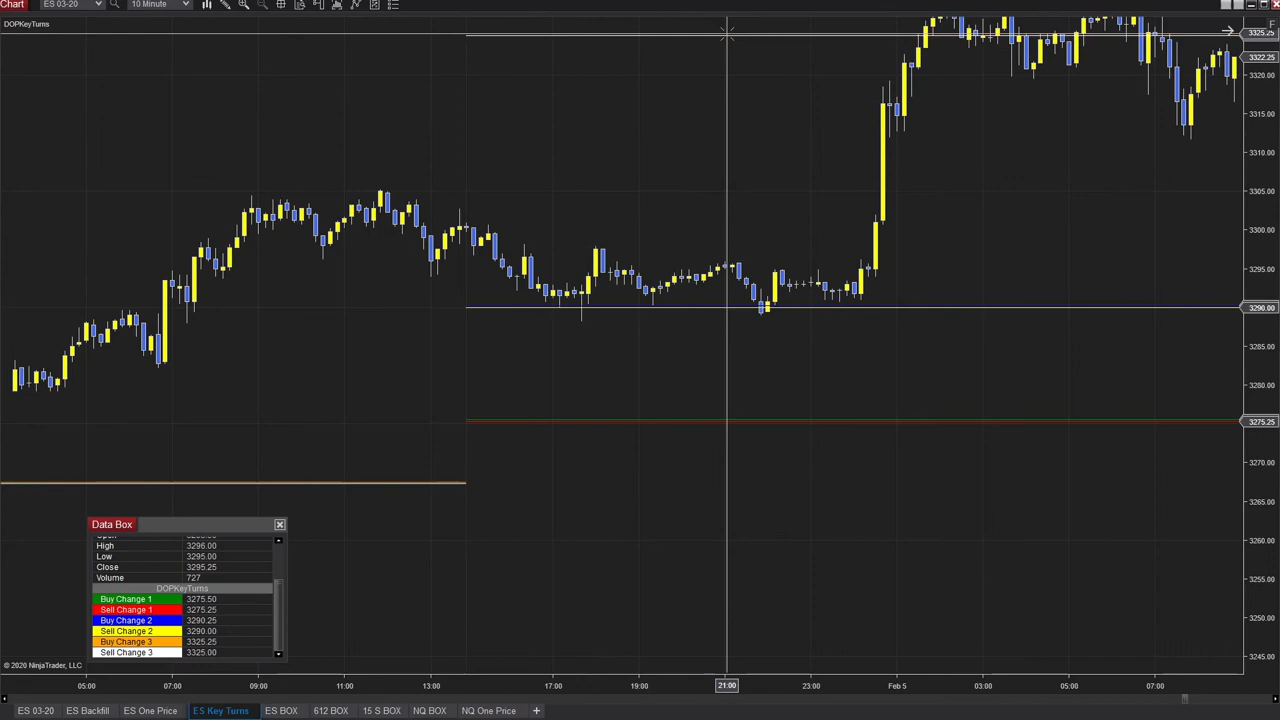 Chart ES 03-20 10 Minute
DOPKeyTurns
F
3325.25
3322.25
3320.00
3315.00
3310.00
3305.00
3300.00
3295.00
3290.00
3285.00
3280.00
3275.25
3270.00
3265.00
3260.00
3255.00
3250.00
3245.00
Data Box
High 3296.00
Low 3295.00
Close 3295.25
Volume 727
DOPKeyTurns
Buy Change 1 3275.50
Sell Change 1 3275.25
Buy Change 2 3290.25
Sell Change 2 3290.00
Buy Change 3 3325.25
Sell Change 3 3325.00
© 2020 NinjaTrader, LLC
05:00 07:00 09:00 11:00 13:00 17:00 19:00 21:00 23:00 Feb 5 03:00 05:00 07:00
ES 03-20 ES Backfill ES One Price ES Key Turns ES BOX 612 BOX 15 S BOX NQ BOX NQ One Price +